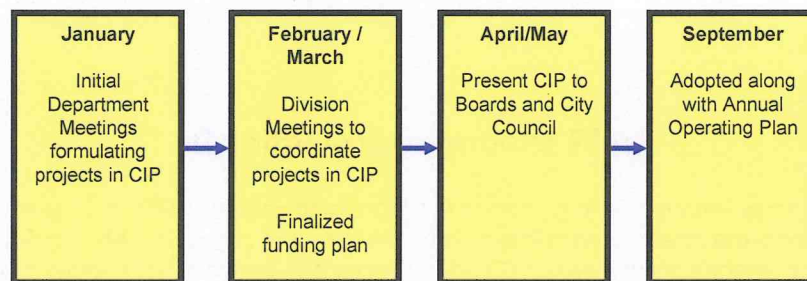 January
Initial
Department
Meetings
formulating
projects in CIP
February /
March
Division
Meetings to
coordinate
projects in CIP
Finalized
funding plan
April/May
Present CIP to
Boards and City
Council
September
Adopted along
with Annual
Operating Plan